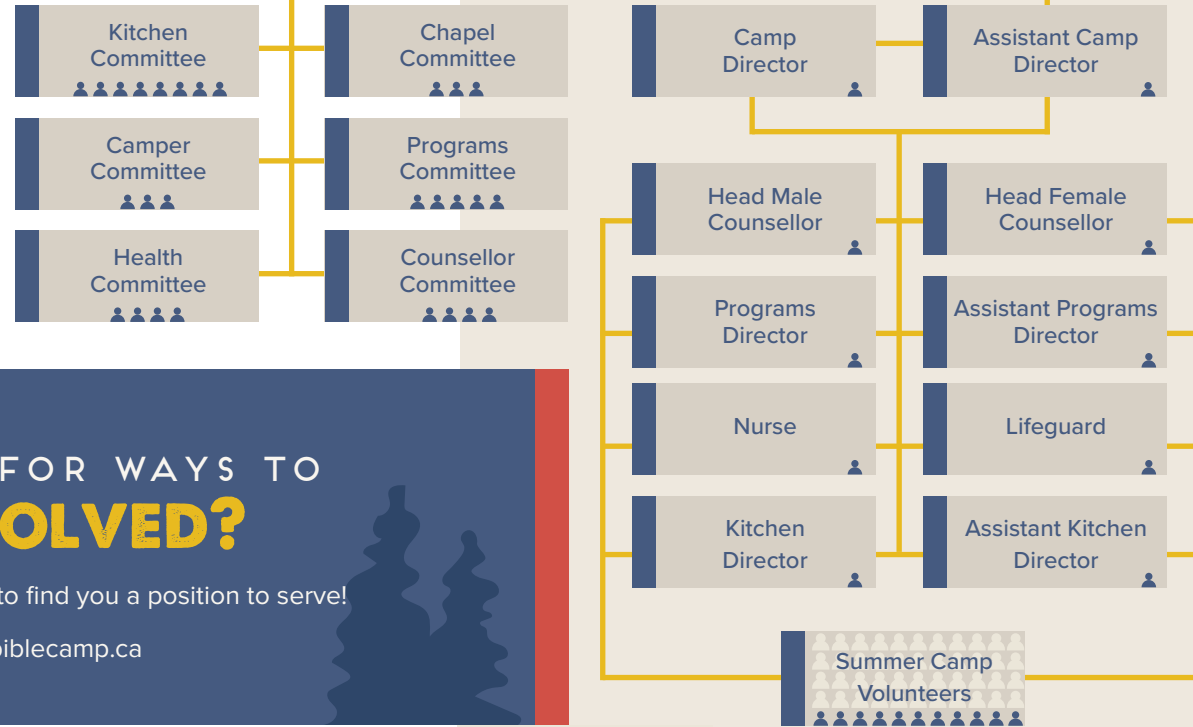 Kitchen
Committee
Chapel
Committee
Camper
Committee
Programs
Committee
Health
Committee
Counsellor
Committee
FOR WAYS TO
OLVED?
to find you a position to serve!
biblecamp.ca
Camp
Director
Assistant Camp
Director
Head Male
Counsellor
Head Female
Counsellor
Programs
Director
Assistant Programs
Director
Nurse
Lifeguard
Kitchen
Director
Assistant Kitchen
Director
Summer Camp
Volunteers